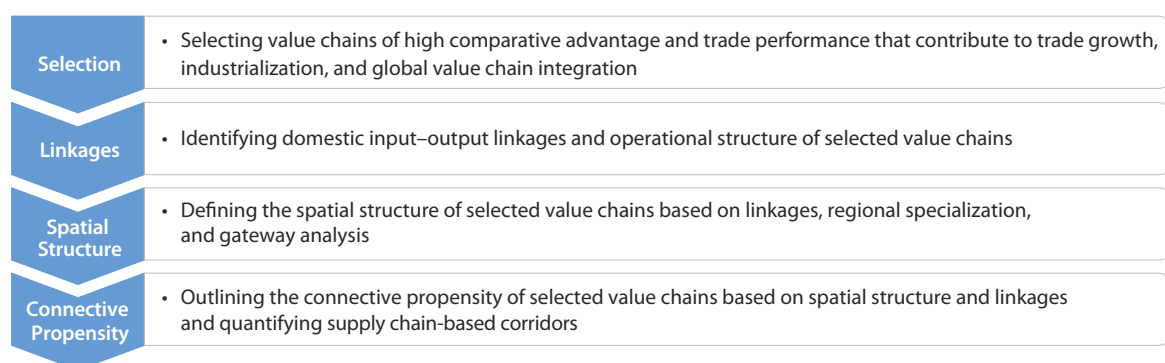 Selection
• Selecting value chains of high comparative advantage and trade performance that contribute to trade growth,
industrialization, and global value chain integration
Linkages
• Identifying domestic input–output linkages and operational structure of selected value chains
Spatial
Structure
• Defining the spatial structure of selected value chains based on linkages, regional specialization,
and gateway analysis
Connective
Propensity
• Outlining the connective propensity of selected value chains based on spatial structure and linkages
and quantifying supply chain-based corridors